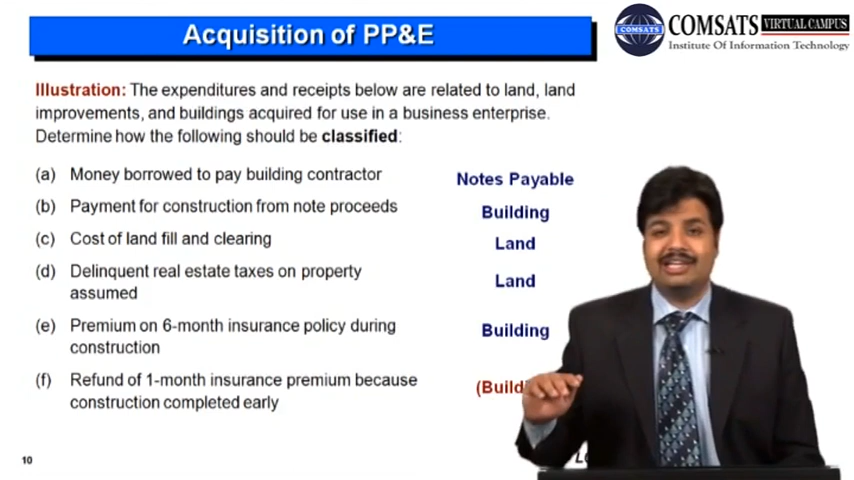 Acquisition of PP&E
COMSATS VIRTUAL CAMPUS
COMSATS
Institute Of Information Technology
Illustration: The expenditures and receipts below are related to land, land
improvements, and buildings acquired for use in a business enterprise.
Determine how the following should be classified:
(a) Money borrowed to pay building contractor Notes Payable
(b) Payment for construction from note proceeds Building
(c) Cost of land fill and clearing Land
(d) Delinquent real estate taxes on property Land
assumed
(e) Premium on 6-month insurance policy during Building
construction
(f) Refund of 1-month insurance premium because
construction completed early
10